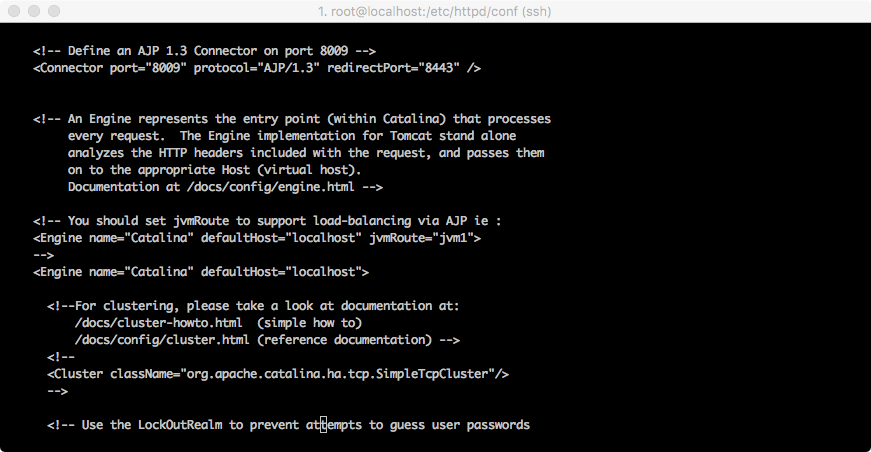 1. root@localhost:/etc/httpd/conf (ssh)
<!-- Define an AJP 1.3 Connector on port 8009 -->
<Connector port="8009" protocol="AJP/1.3" redirectPort="8443" />
<!-- An Engine represents the entry point (within Catalina) that processes
every request.  The Engine implementation for Tomcat stand alone
analyzes the HTTP headers included with the request, and passes them
on to the appropriate Host (virtual host).
Documentation at /docs/config/engine.html -->
<!-- You should set jvmRoute to support load-balancing via AJP ie :
<Engine name="Catalina" defaultHost="localhost" jvmRoute="jvm1">
-->
<Engine name="Catalina" defaultHost="localhost">
<!--For clustering, please take a look at documentation at:
/docs/cluster-howto.html  (simple how to)
/docs/config/cluster.html (reference documentation) -->
<!--
<Cluster className="org.apache.catalina.ha.tcp.SimpleTcpCluster"/>
-->
<!-- Use the LockOutRealm to prevent attempts to guess user passwords